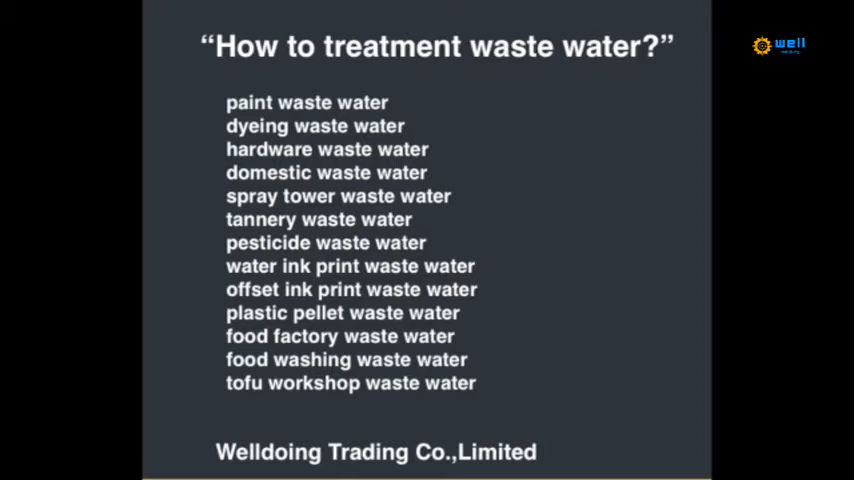 “How to treatment waste water?”
well
paint waste water
dyeing waste water
hardware waste water
domestic waste water
spray tower waste water
tannery waste water
pesticide waste water
water ink print waste water
offset ink print waste water
plastic pellet waste water
food factory waste water
food washing waste water
tofu workshop waste water
Welldoing Trading Co.,Limited